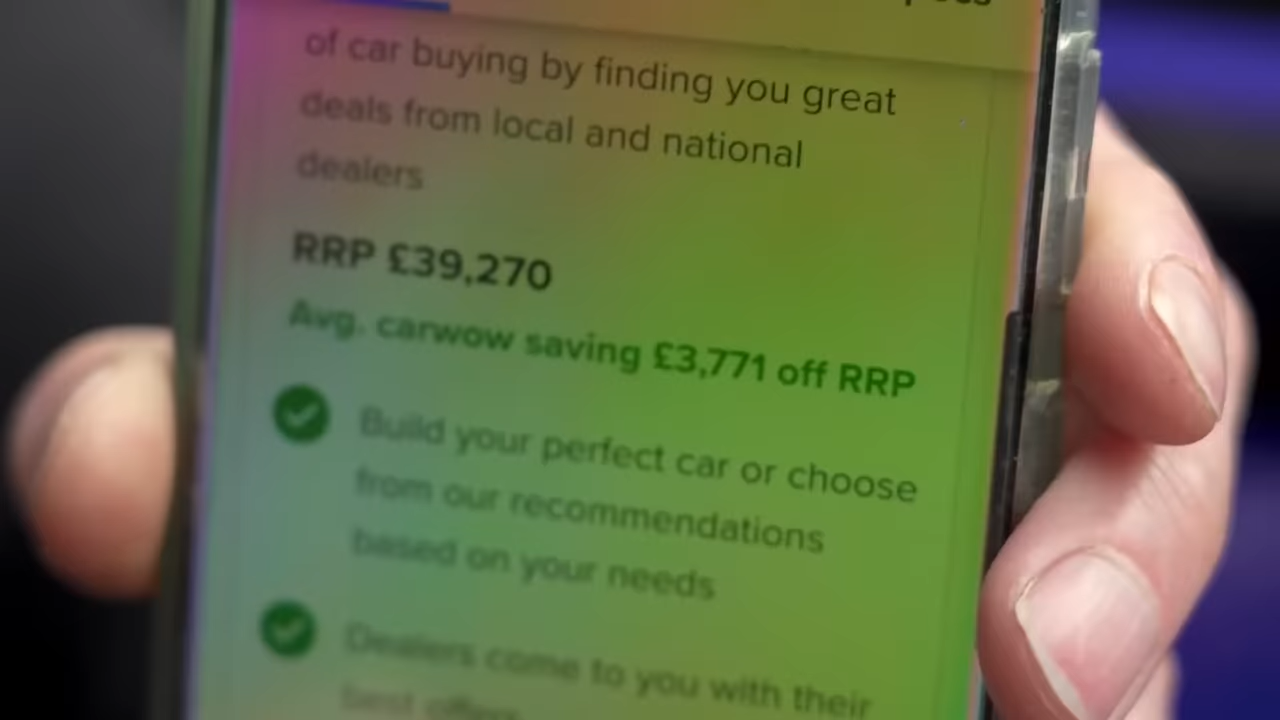 of car buying by finding you great
deals from local and national
dealers
RRP £39,270
Avg. carwow saving £3,771 off RRP
Build your perfect car or choose
from our recommendations
based on your needs
Dealers come to you with their
best offers